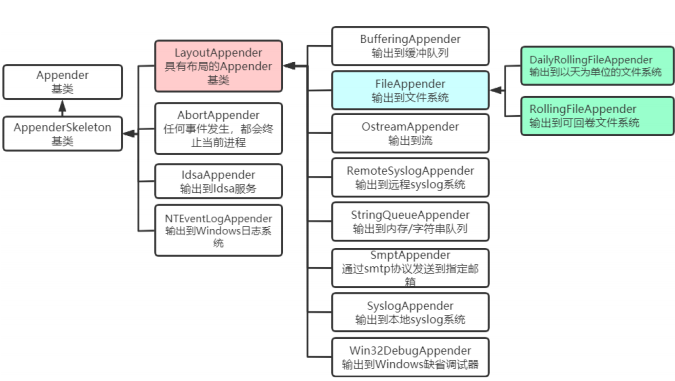 Appender
基类
AppenderSkeleton
基类
LayoutAppender
具有布局的Appender
基类
AbortAppender
任何事件发生，都会终
止当前进程
IdsaAppender
输出到Idsa服务
NTEventLogAppender
输出到Windows日志系
统
BufferingAppender
输出到缓冲队列
FileAppender
输出到文件系统
OstreamAppender
输出到流
RemoteSyslogAppender
输出到远程syslog系统
StringQueueAppender
输出到内存/字符串队列
SmptAppender
通过smtp协议发送到指定邮
箱
SyslogAppender
输出到本地syslog系统
Win32DebugAppender
输出到Windows缺省调试器
DailyRollingFileAppender
输出到以天为单位的文件系统
RollingFileAppender
输出到可回卷文件系统